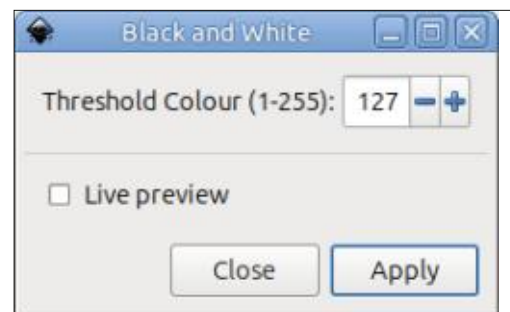 Black and White
Threshold Colour (1-255): 127
Live preview
Close Apply